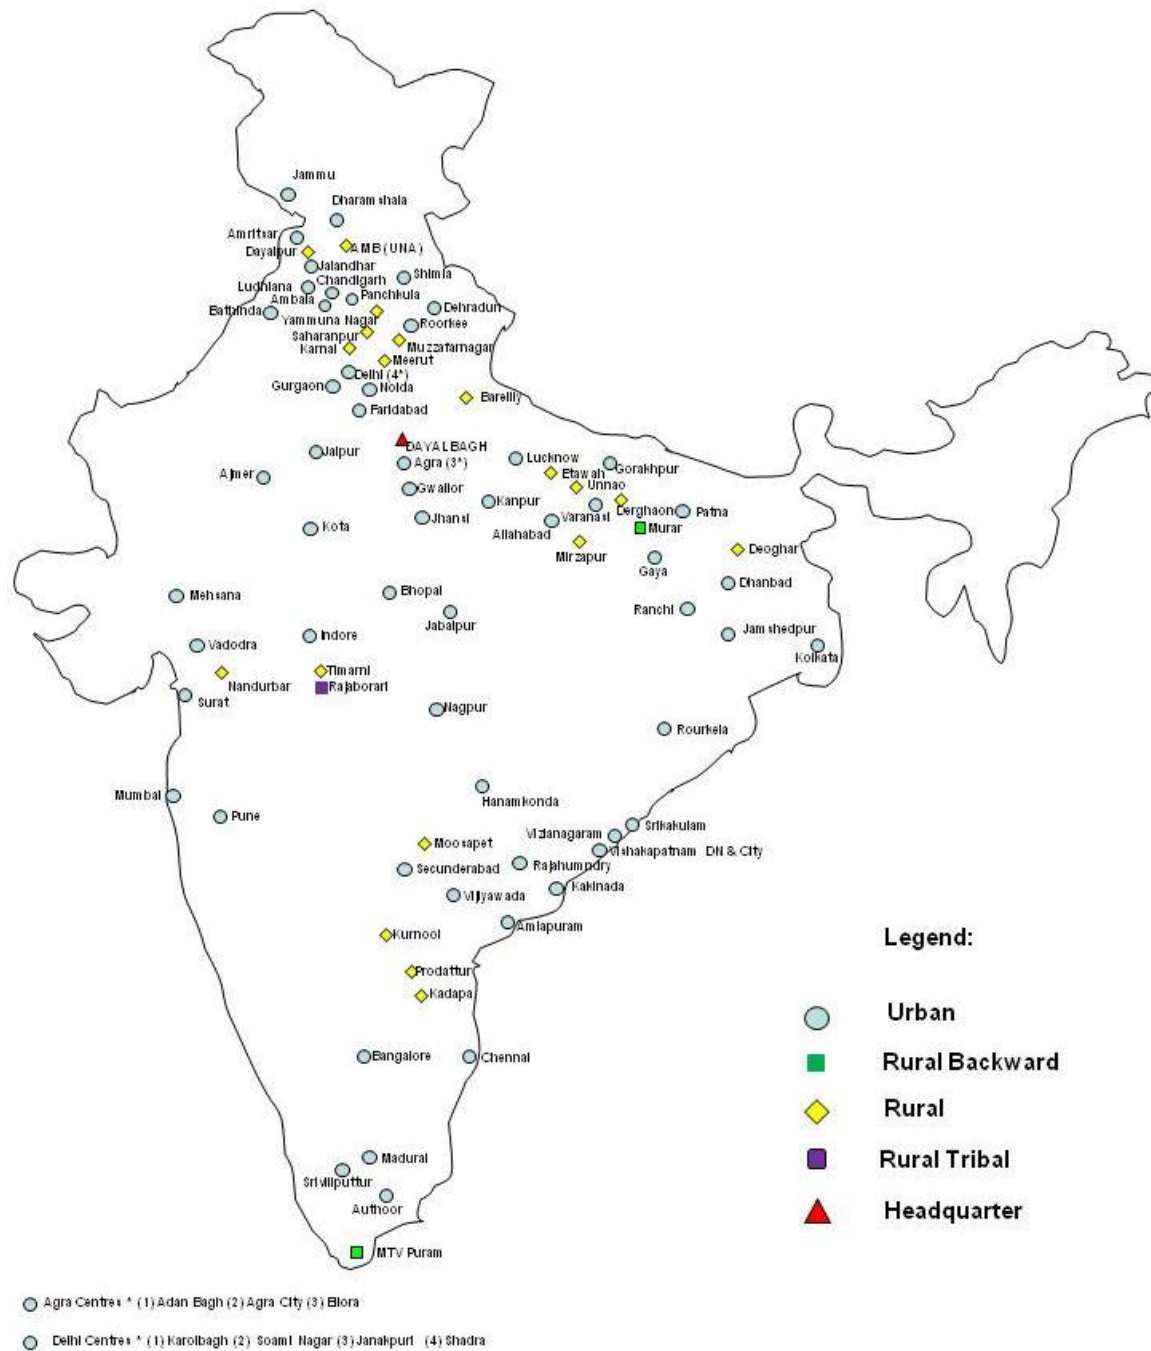 Jammu
Dharamshala
Amritsar
Dayalpur
AMB (UNA)
Jalandhar
Shimla
Ludhiana
Chandigarh
Ambala
Panchkula
Bathinda
Dehradun
Yammuna Nagar
Roorkee
Saharanpur
Muzzafarnagar
Karnal
Meerut
Delhi (4*)
Gurgaon
Noida
Bareilly
Faridabad
DAYALBAGH
Jaipur
Agra (3*)
Lucknow
Gorakhpur
Ajmer
Etawah
Unnao
Gwalior
Kanpur
Derghaon
Patna
Jhansi
Varanasi
Kota
Allahabad
Murar
Mirzapur
Deoghar
Gaya
Dhanbad
Mehsana
Bhopal
Ranchi
Jabalpur
Jamshedpur
Vadodra
Indore
Kolkata
Timarni
Nandurbar
Rajaborari
Surat
Nagpur
Rourkela
Mumbai
Hanamkonda
Pune
Srikakulam
Vizianagaram
Moosapet
Vishakapatnam DN & City
Secunderabad
Rajahumndry
Vijiyawada
Kakinada
Amlapuram
Kurnool
Prodattur
Kadapa
Bangalore
Chennai
Madurai
Srivilliputtur
Authoor
MTV Puram
Legend:
Urban
Rural Backward
Rural
Rural Tribal
Headquarter
Agra Centres * (1) Adan Bagh (2) Agra City (3) Ellora
Delhi Centres * (1) Karolbagh (2) Soami Nagar (3) Janakpuri (4) Shadra